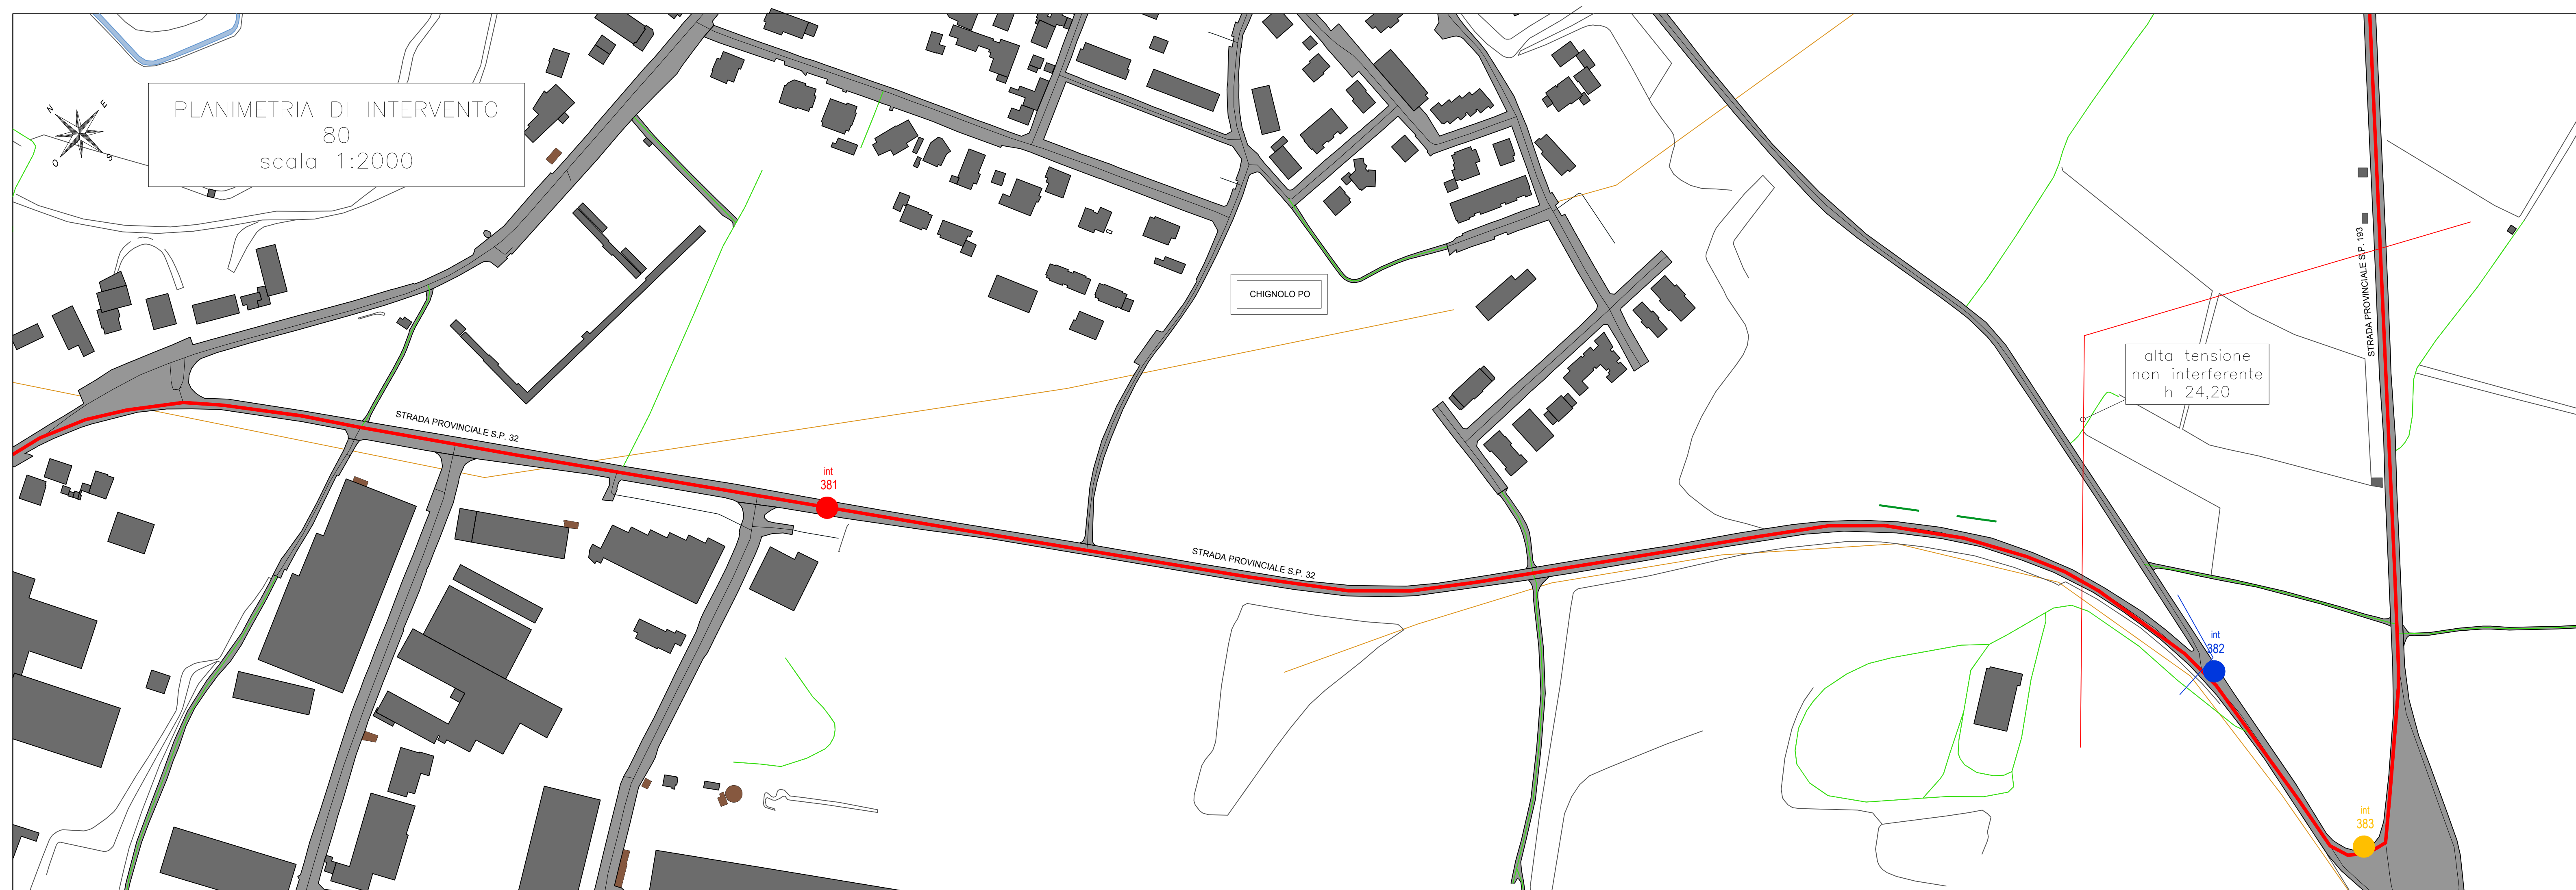 PLANIMETRIA DI INTERVENTO
80
scala 1:2000
N
E
O
S
CHIGNOLO PO
STRADA PROVINCIALE S.P. 193
alta tensione
non interferente
h 24,20
STRADA PROVINCIALE S.P. 32
int
381
STRADA PROVINCIALE S.P. 32
int
382
int
383